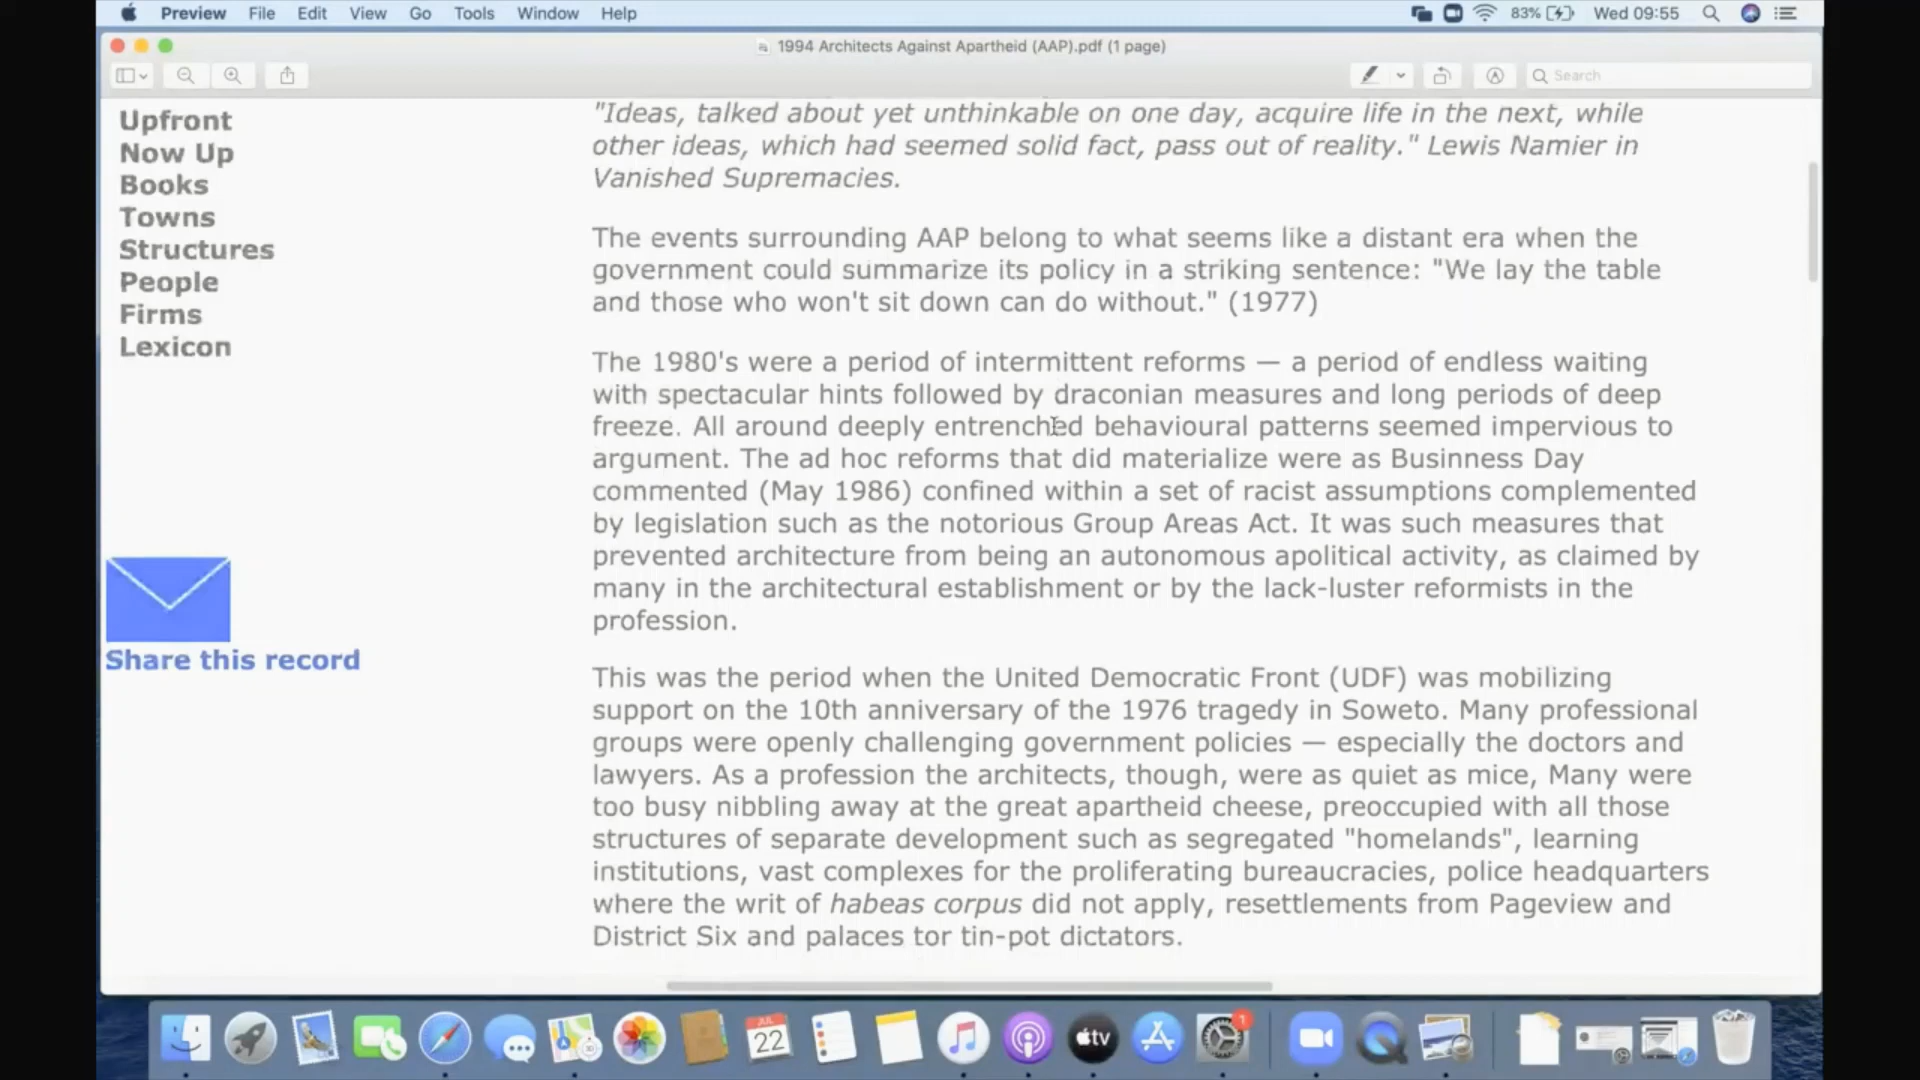 Preview File Edit View Go Tools Window Help 83% Wed 09:55
1994 Architects Against Apartheid (AAP).pdf (1 page)
Search
Upfront
Now Up
Books
Towns
Structures
People
Firms
Lexicon
Share this record
"Ideas, talked about yet unthinkable on one day, acquire life in the next, while
other ideas, which had seemed solid fact, pass out of reality." Lewis Namier in
Vanished Supremacies.
The events surrounding AAP belong to what seems like a distant era when the
government could summarize its policy in a striking sentence: "We lay the table
and those who won't sit down can do without." (1977)
The 1980's were a period of intermittent reforms — a period of endless waiting
with spectacular hints followed by draconian measures and long periods of deep
freeze. All around deeply entrenched behavioural patterns seemed impervious to
argument. The ad hoc reforms that did materialize were as Businness Day
commented (May 1986) confined within a set of racist assumptions complemented
by legislation such as the notorious Group Areas Act. It was such measures that
prevented architecture from being an autonomous apolitical activity, as claimed by
many in the architectural establishment or by the lack-luster reformists in the
profession.
This was the period when the United Democratic Front (UDF) was mobilizing
support on the 10th anniversary of the 1976 tragedy in Soweto. Many professional
groups were openly challenging government policies — especially the doctors and
lawyers. As a profession the architects, though, were as quiet as mice, Many were
too busy nibbling away at the great apartheid cheese, preoccupied with all those
structures of separate development such as segregated "homelands", learning
institutions, vast complexes for the proliferating bureaucracies, police headquarters
where the writ of habeas corpus did not apply, resettlements from Pageview and
District Six and palaces tor tin-pot dictators.
JUL
22
tv
1